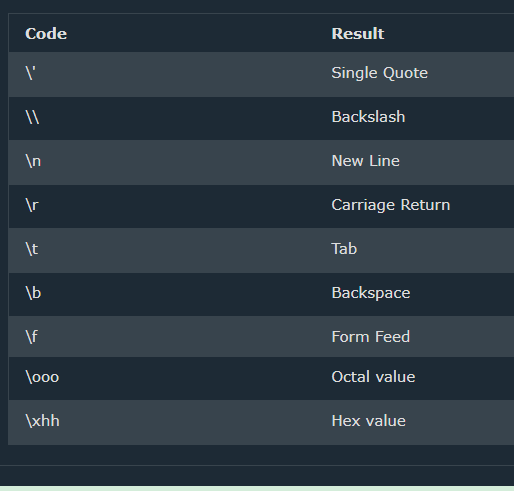 Code Result
\' Single Quote
\\ Backslash
\n New Line
\r Carriage Return
\t Tab
\b Backspace
\f Form Feed
\ooo Octal value
\xhh Hex value